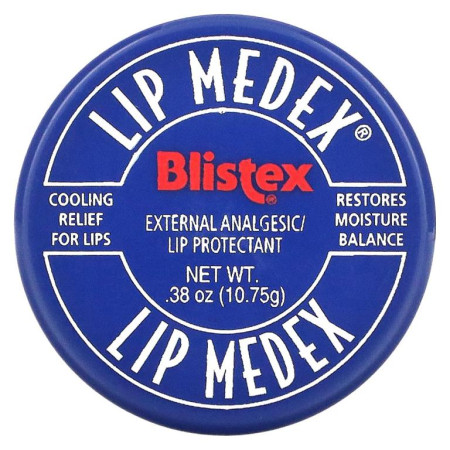 LIP MEDEX®
Blistex®
COOLING
RELIEF
FOR LIPS
EXTERNAL ANALGESIC/
LIP PROTECTANT
RESTORES
MOISTURE
BALANCE
NET WT.
.38 oz (10.75g)
LIP MEDEX